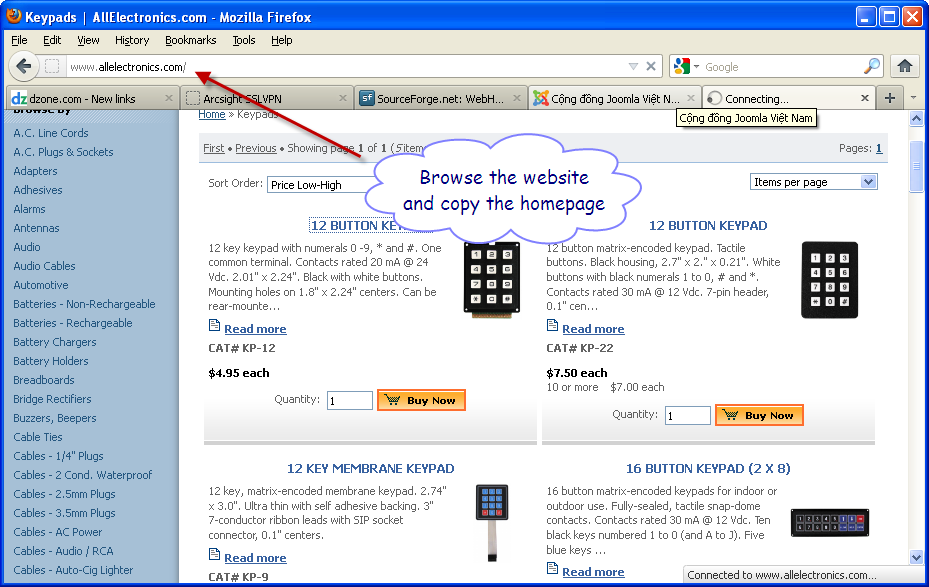 Keypads | AllElectronics.com - Mozilla Firefox
File Edit View History Bookmarks Tools Help
www.allelectronics.com/
Google
dz dzone.com - New links
Arcsight SSLVPN
sf SourceForge.net: WebH...
Cộng đồng Joomla Việt N...
Connecting...
Cộng đồng Joomla Việt Nam
Browse by
A.C. Line Cords
A.C. Plugs & Sockets
Adapters
Adhesives
Alarms
Antennas
Audio
Audio Cables
Automotive
Batteries - Non-Rechargeable
Batteries - Rechargeable
Battery Chargers
Battery Holders
Breadboards
Bridge Rectifiers
Buzzers, Beepers
Cable Ties
Cables - 1/4" Plugs
Cables - 2 Cond. Waterproof
Cables - 2.5mm Plugs
Cables - 3.5mm Plugs
Cables - AC Power
Cables - Audio / RCA
Cables - Auto-Cig Lighter
Home » Keypads
First • Previous • Showing page 1 of 1 (5item
Pages: 1
Sort Order: Price Low-High
Items per page
Browse the website
and copy the homepage
12 BUTTON KE
12 key keypad with numerals 0 -9, * and #. One
common terminal. Contacts rated 20 mA @ 24
Vdc. 2.01" x 2.24". Black with white buttons.
Mounting holes on 1.8" x 2.24" centers. Can be
rear-mounte...
Read more
CAT# KP-12
$4.95 each
Quantity: 1 Buy Now
12 BUTTON KEYPAD
12 button matrix-encoded keypad. Tactile
buttons. Black housing, 2.7" x 2." x 0.21". White
buttons with black numerals 1 to 0, # and *.
Contacts rated 30 mA @ 12 Vdc. 7-pin header,
0.1" cen...
Read more
CAT# KP-22
$7.50 each
10 or more $7.00 each
Quantity: 1 Buy Now
12 KEY MEMBRANE KEYPAD
12 key, matrix-encoded membrane keypad. 2.74"
x 3.0". Ultra thin with self adhesive backing. 3"
7-conductor ribbon leads with SIP socket
connector, 0.1" centers.
Read more
CAT# KP-9
16 BUTTON KEYPAD (2 X 8)
16 button matrix-encoded keypads for indoor or
outdoor use. Fully-sealed, tactile snap-dome
contacts. Contacts rated 30 mA @ 12 Vdc. Ten
black keys numbered 1 to 0 (and A to J). Five
blue keys ...
Read more
Connected to www.allelectronics.com...